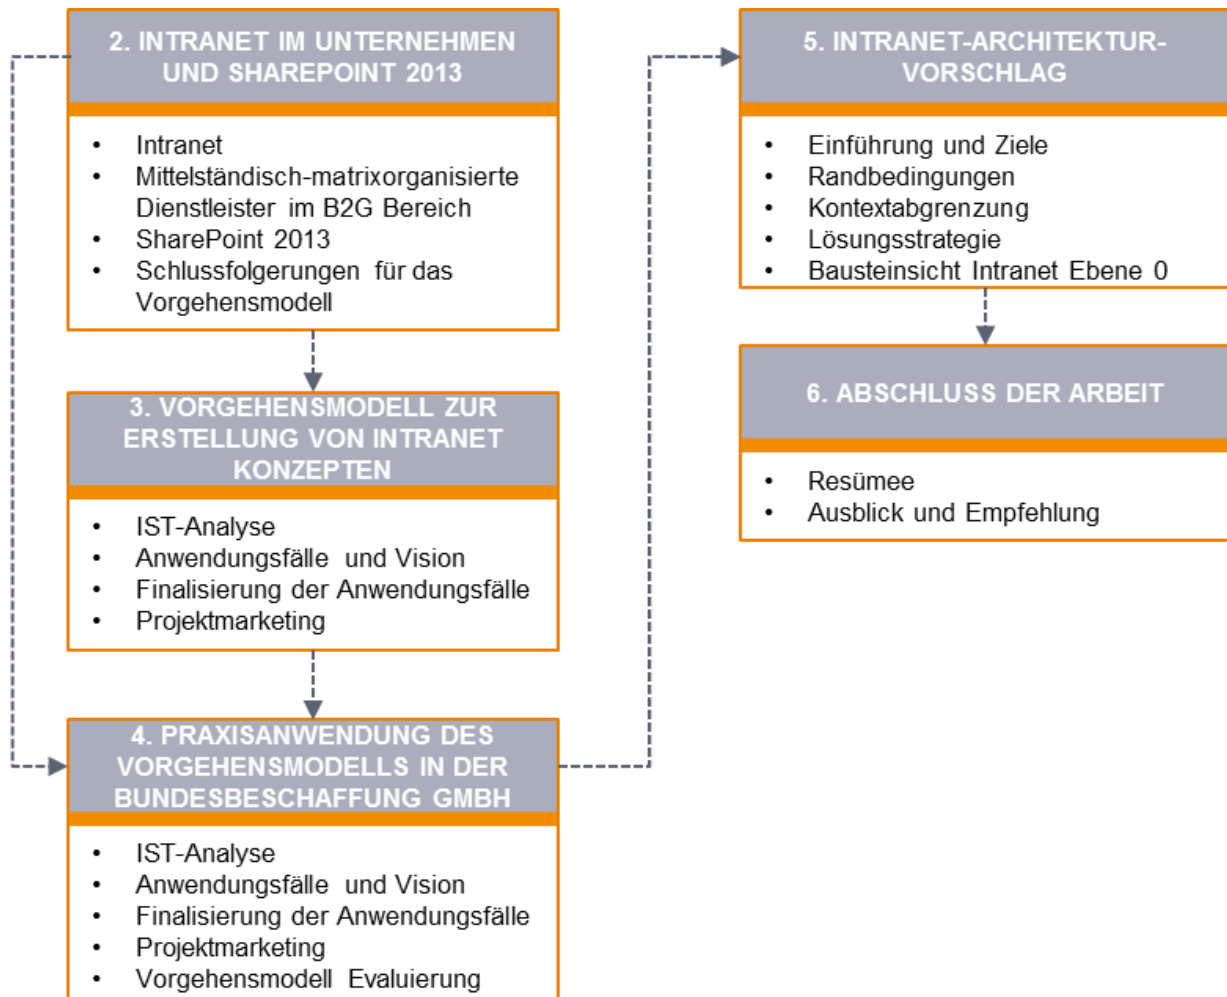 2. INTRANET IM UNTERNEHMEN
UND SHAREPOINT 2013
• Intranet
• Mittelständisch-matrixorganisierte
Dienstleister im B2G Bereich
• SharePoint 2013
• Schlussfolgerungen für das
Vorgehensmodell
3. VORGEHENSMODELL ZUR
ERSTELLUNG VON INTRANET
KONZEPTEN
• IST-Analyse
• Anwendungsfälle und Vision
• Finalisierung der Anwendungsfälle
• Projektmarketing
4. PRAXISANWENDUNG DES
VORGEHENSMODELLS IN DER
BUNDESBESCHAFFUNG GMBH
• IST-Analyse
• Anwendungsfälle und Vision
• Finalisierung der Anwendungsfälle
• Projektmarketing
• Vorgehensmodell Evaluierung
5. INTRANET-ARCHITEKTUR-
VORSCHLAG
• Einführung und Ziele
• Randbedingungen
• Kontextabgrenzung
• Lösungsstrategie
• Bausteinsicht Intranet Ebene 0
6. ABSCHLUSS DER ARBEIT
• Resümee
• Ausblick und Empfehlung